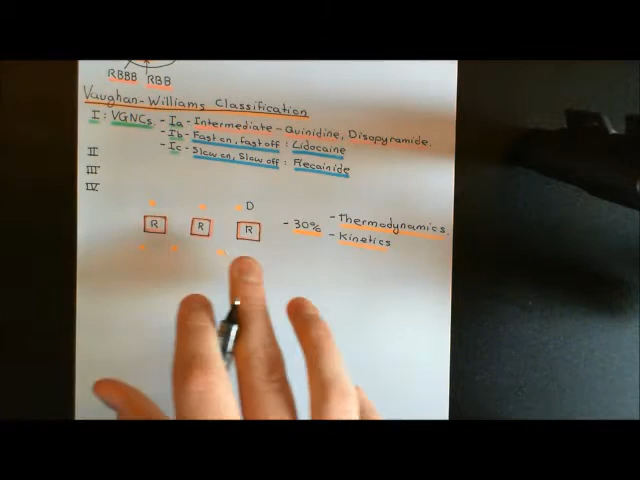 RBBB RBB
Vaughan-Williams Classification
I: VGNCs - Ia - Intermediate - Quinidine, Disopyramide.
- Ib - Fast on, fast off : Lidocaine
- Ic - Slow on, Slow off : Flecainide
II
III
IV
D
R R R - 30% - Thermodynamics.
- Kinetics